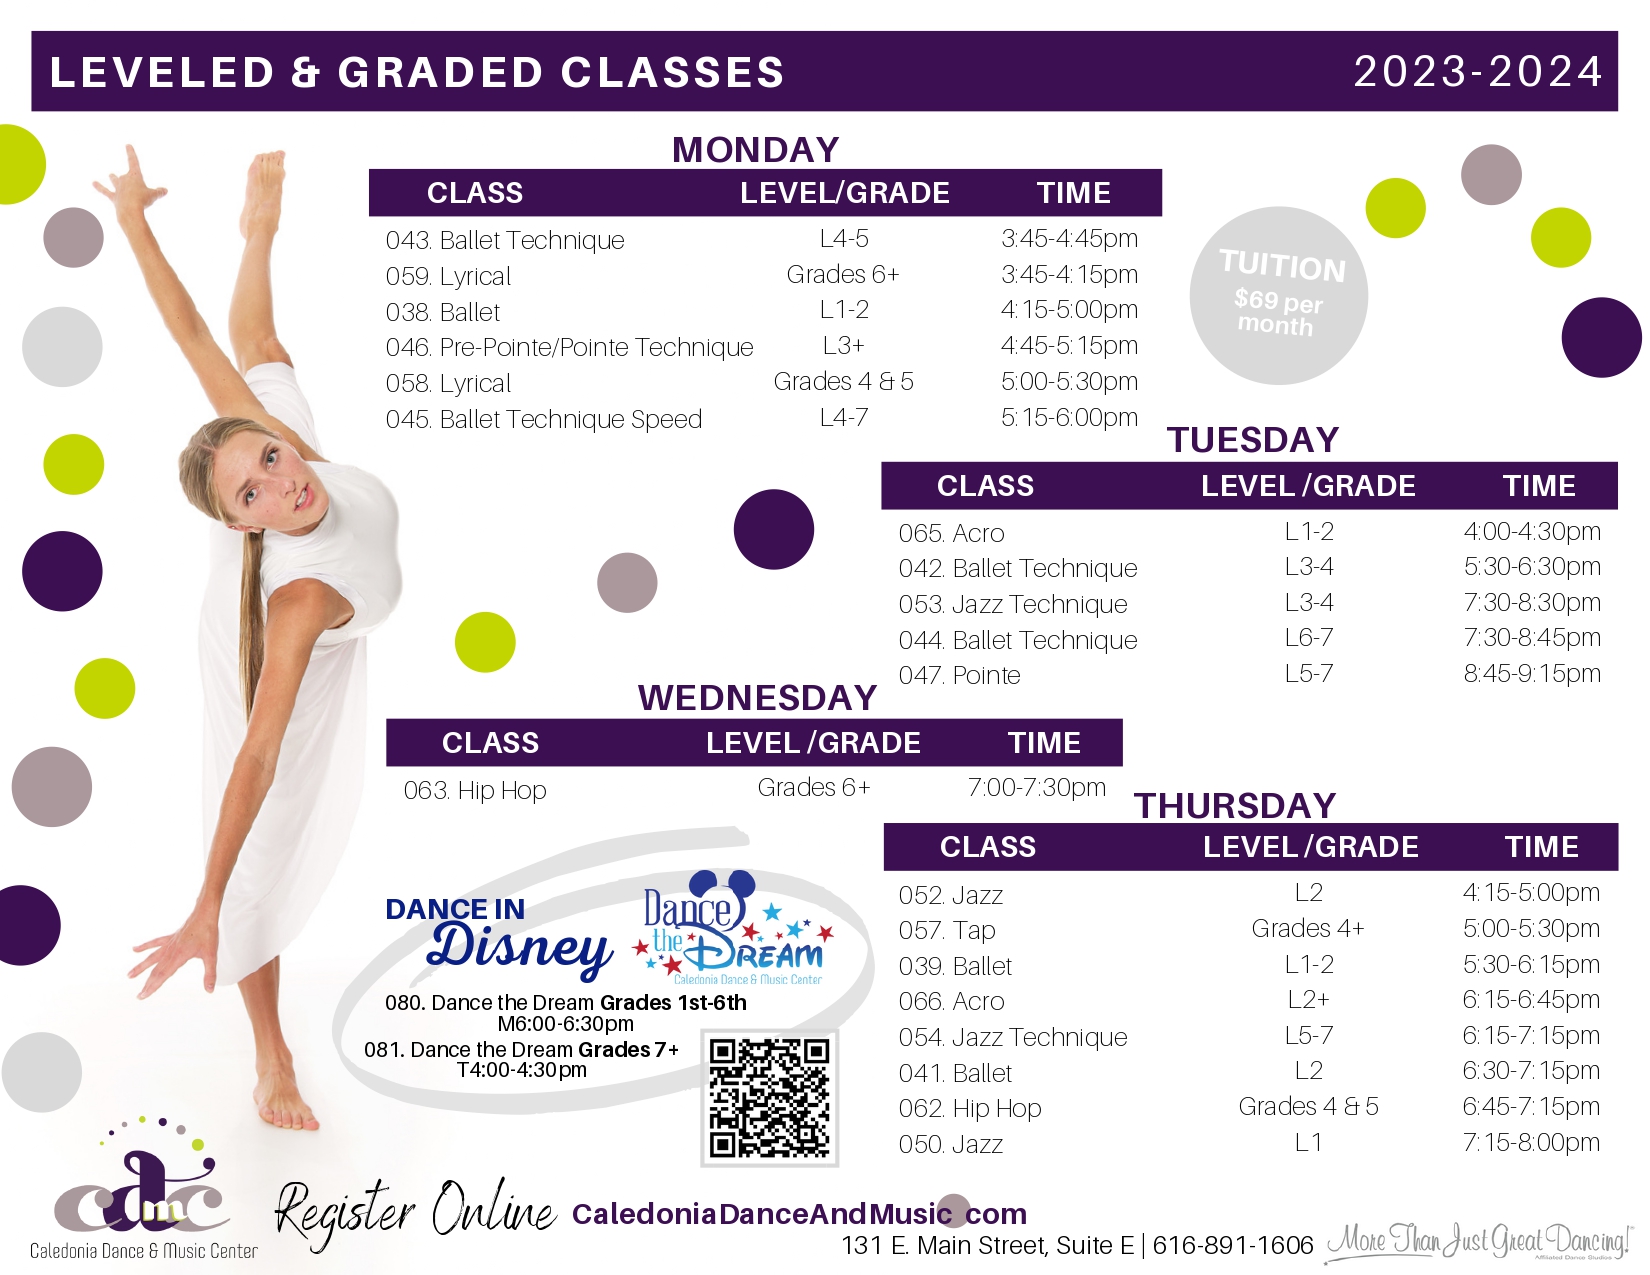 LEVELED & GRADED CLASSES 2023-2024
MONDAY
CLASS LEVEL/GRADE TIME
043. Ballet Technique L4-5 3:45-4:45pm
059. Lyrical Grades 6+ 3:45-4:15pm
038. Ballet L1-2 4:15-5:00pm
046. Pre-Pointe/Pointe Technique L3+ 4:45-5:15pm
058. Lyrical Grades 4 & 5 5:00-5:30pm
045. Ballet Technique Speed L4-7 5:15-6:00pm
TUITION
$69 per
month
TUESDAY
CLASS LEVEL /GRADE TIME
065. Acro L1-2 4:00-4:30pm
042. Ballet Technique L3-4 5:30-6:30pm
053. Jazz Technique L3-4 7:30-8:30pm
044. Ballet Technique L6-7 7:30-8:45pm
047. Pointe L5-7 8:45-9:15pm
WEDNESDAY
CLASS LEVEL /GRADE TIME
063. Hip Hop Grades 6+ 7:00-7:30pm
THURSDAY
CLASS LEVEL /GRADE TIME
052. Jazz L2 4:15-5:00pm
057. Tap Grades 4+ 5:00-5:30pm
039. Ballet L1-2 5:30-6:15pm
066. Acro L2+ 6:15-6:45pm
054. Jazz Technique L5-7 6:15-7:15pm
041. Ballet L2 6:30-7:15pm
062. Hip Hop Grades 4 & 5 6:45-7:15pm
050. Jazz L1 7:15-8:00pm
DANCE IN
Disney
Dance
the DREAM
Caledonia Dance & Music Center
080. Dance the Dream Grades 1st-6th
M6:00-6:30pm
081. Dance the Dream Grades 7+
T4:00-4:30pm
cdmc
Caledonia Dance & Music Center
Register Online CaledoniaDanceAndMusic com
131 E. Main Street, Suite E | 616-891-1606
More Than Just Great Dancing!
Affiliated Dance Studios